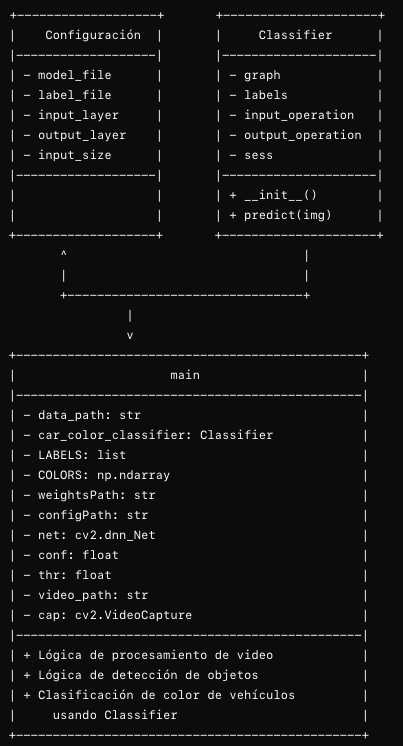 Configuración
- model_file
- label_file
- input_layer
- output_layer
- input_size
Classifier
- graph
- labels
- input_operation
- output_operation
- sess
+ __init__()
+ predict(img)
main
- data_path: str
- car_color_classifier: Classifier
- LABELS: list
- COLORS: np.ndarray
- weightsPath: str
- configPath: str
- net: cv2.dnn_Net
- conf: float
- thr: float
- video_path: str
- cap: cv2.VideoCapture
+ Lógica de procesamiento de video
+ Lógica de detección de objetos
+ Clasificación de color de vehículos
usando Classifier